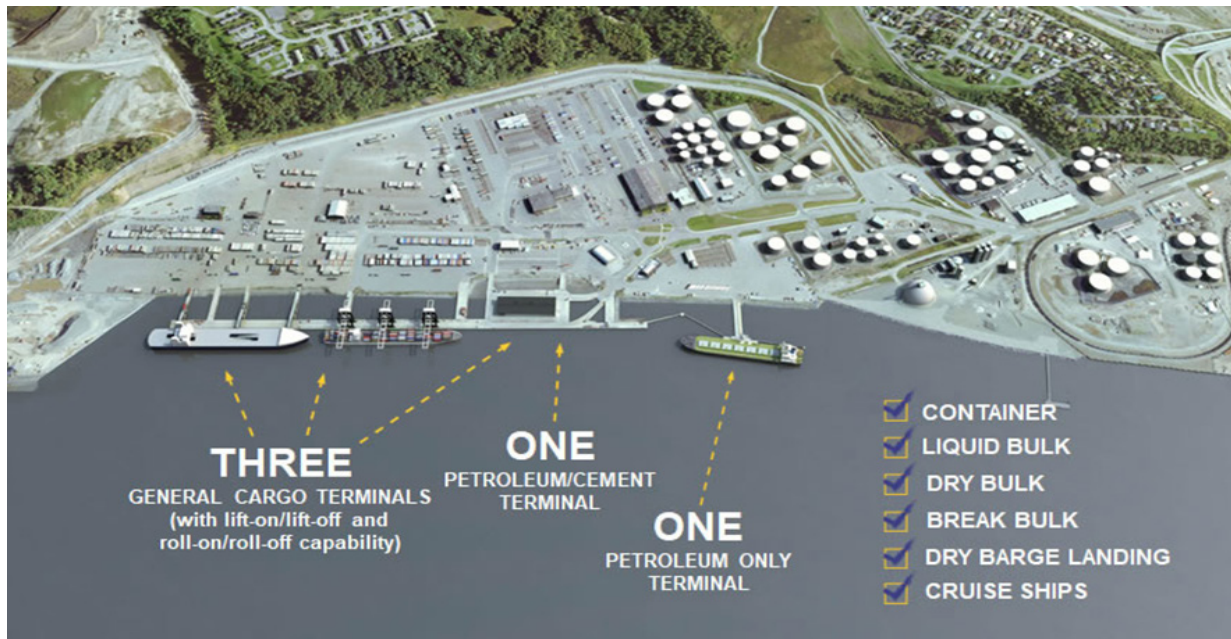 THREE
GENERAL CARGO TERMINALS
(with lift-on/lift-off and
roll-on/roll-off capability)
ONE
PETROLEUM/CEMENT
TERMINAL
ONE
PETROLEUM ONLY
TERMINAL
CONTAINER
LIQUID BULK
DRY BULK
BREAK BULK
DRY BARGE LANDING
CRUISE SHIPS